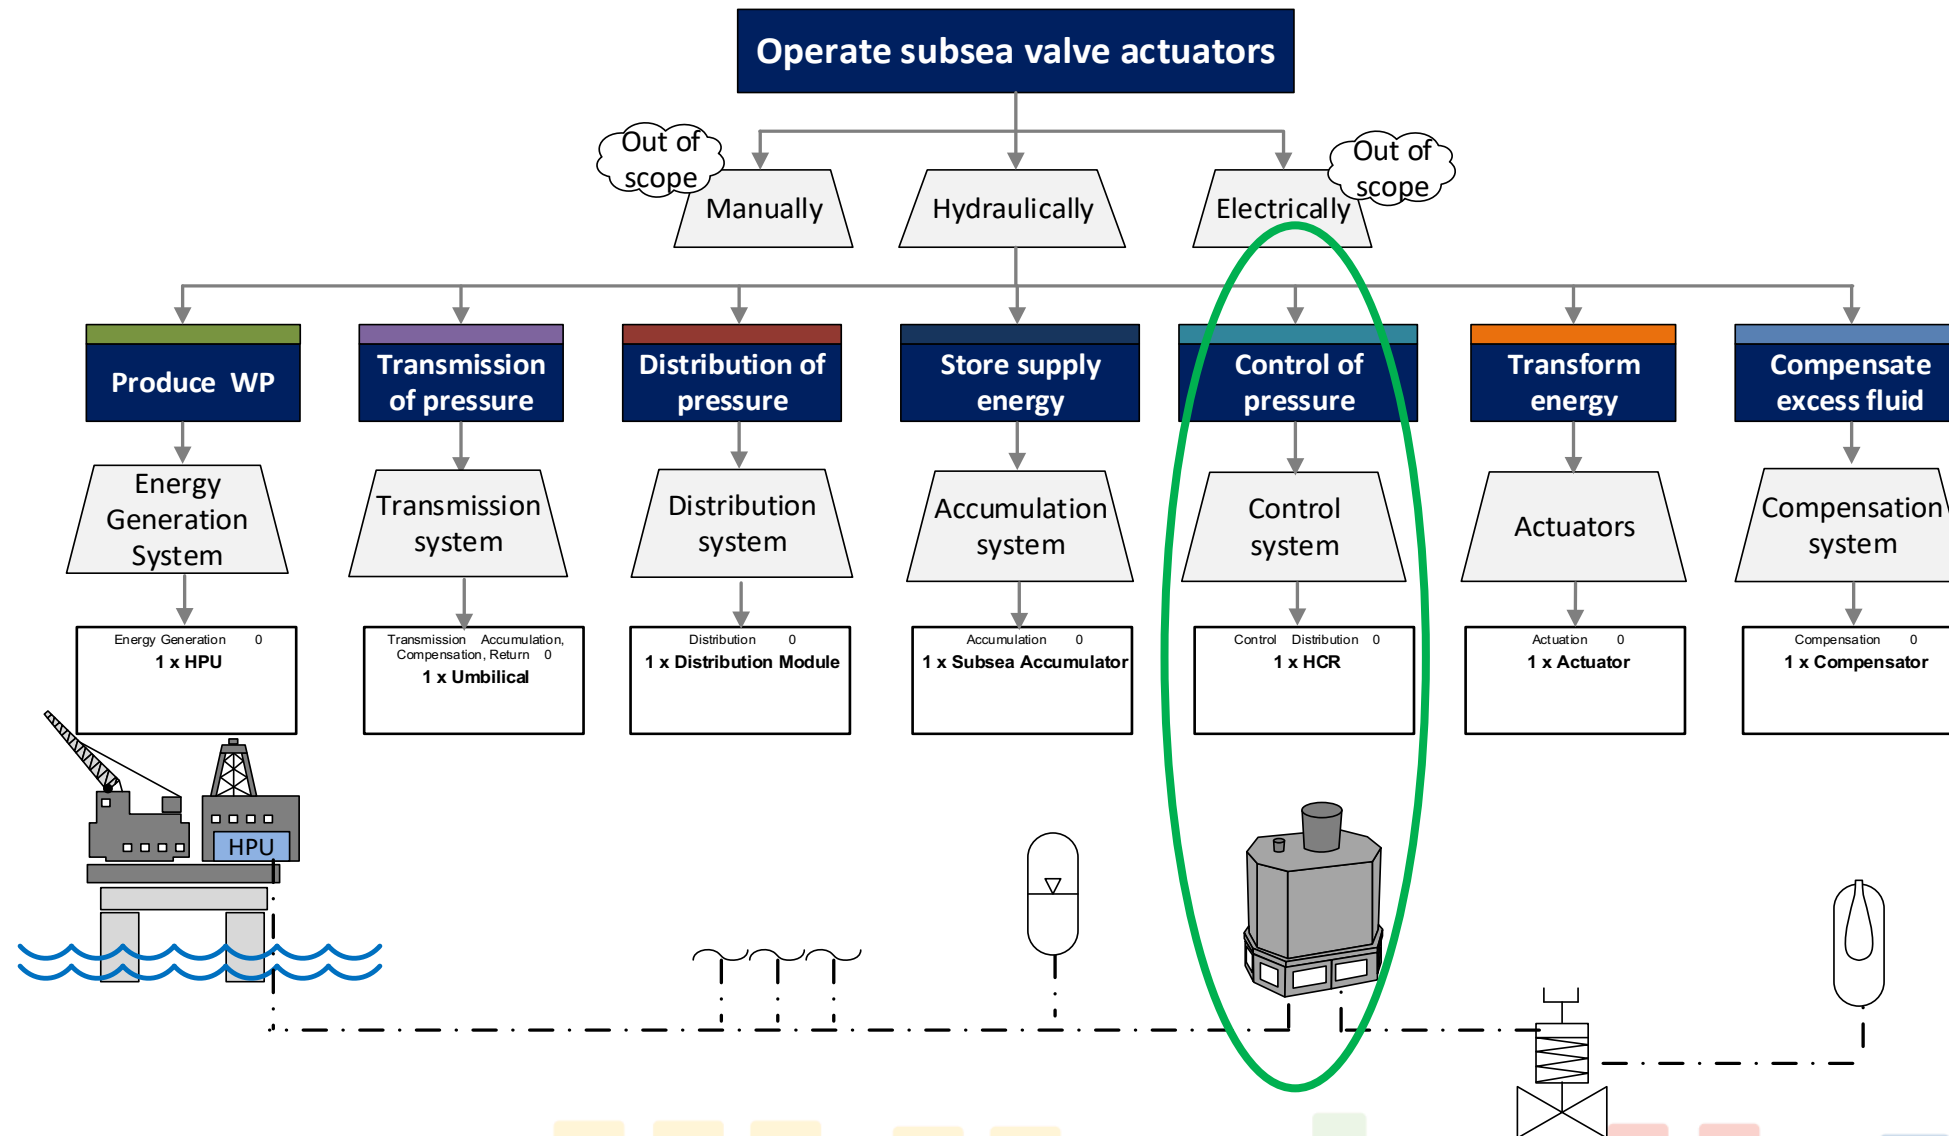 Operate subsea valve actuators
Out of
scope
Out of
scope
Manually
Hydraulically
Electrically
Produce WP
Transmission
of pressure
Distribution of
pressure
Store supply
energy
Control of
pressure
Transform
energy
Compensate
excess fluid
Energy
Generation
System
Transmission
system
Distribution
system
Accumulation
system
Control
system
Actuators
Compensation
system
Energy Generation 0
1 x HPU
Transmission Accumulation,
Compensation, Return 0
1 x Umbilical
Distribution 0
1 x Distribution Module
Accumulation 0
1 x Subsea Accumulator
Control Distribution 0
1 x HCR
Actuation 0
1 x Actuator
Compensation 0
1 x Compensator
HPU